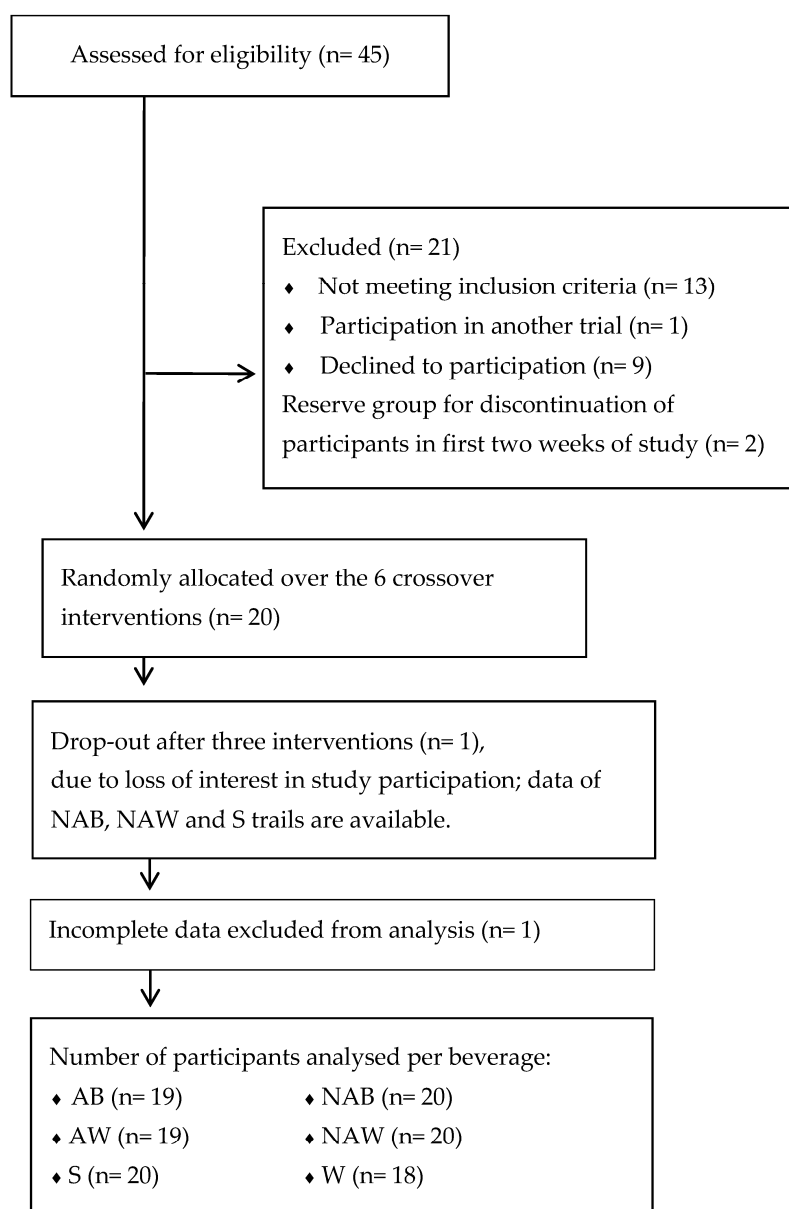 Assessed for eligibility (n= 45)
Excluded (n= 21)
♦ Not meeting inclusion criteria (n= 13)
♦ Participation in another trial (n= 1)
♦ Declined to participation (n= 9)
Reserve group for discontinuation of
participants in first two weeks of study (n= 2)
Randomly allocated over the 6 crossover
interventions (n= 20)
Drop-out after three interventions (n= 1),
due to loss of interest in study participation; data of
NAB, NAW and S trails are available.
Incomplete data excluded from analysis (n= 1)
Number of participants analysed per beverage:
♦ AB (n= 19) ♦ NAB (n= 20)
♦ AW (n= 19) ♦ NAW (n= 20)
♦ S (n= 20) ♦ W (n= 18)